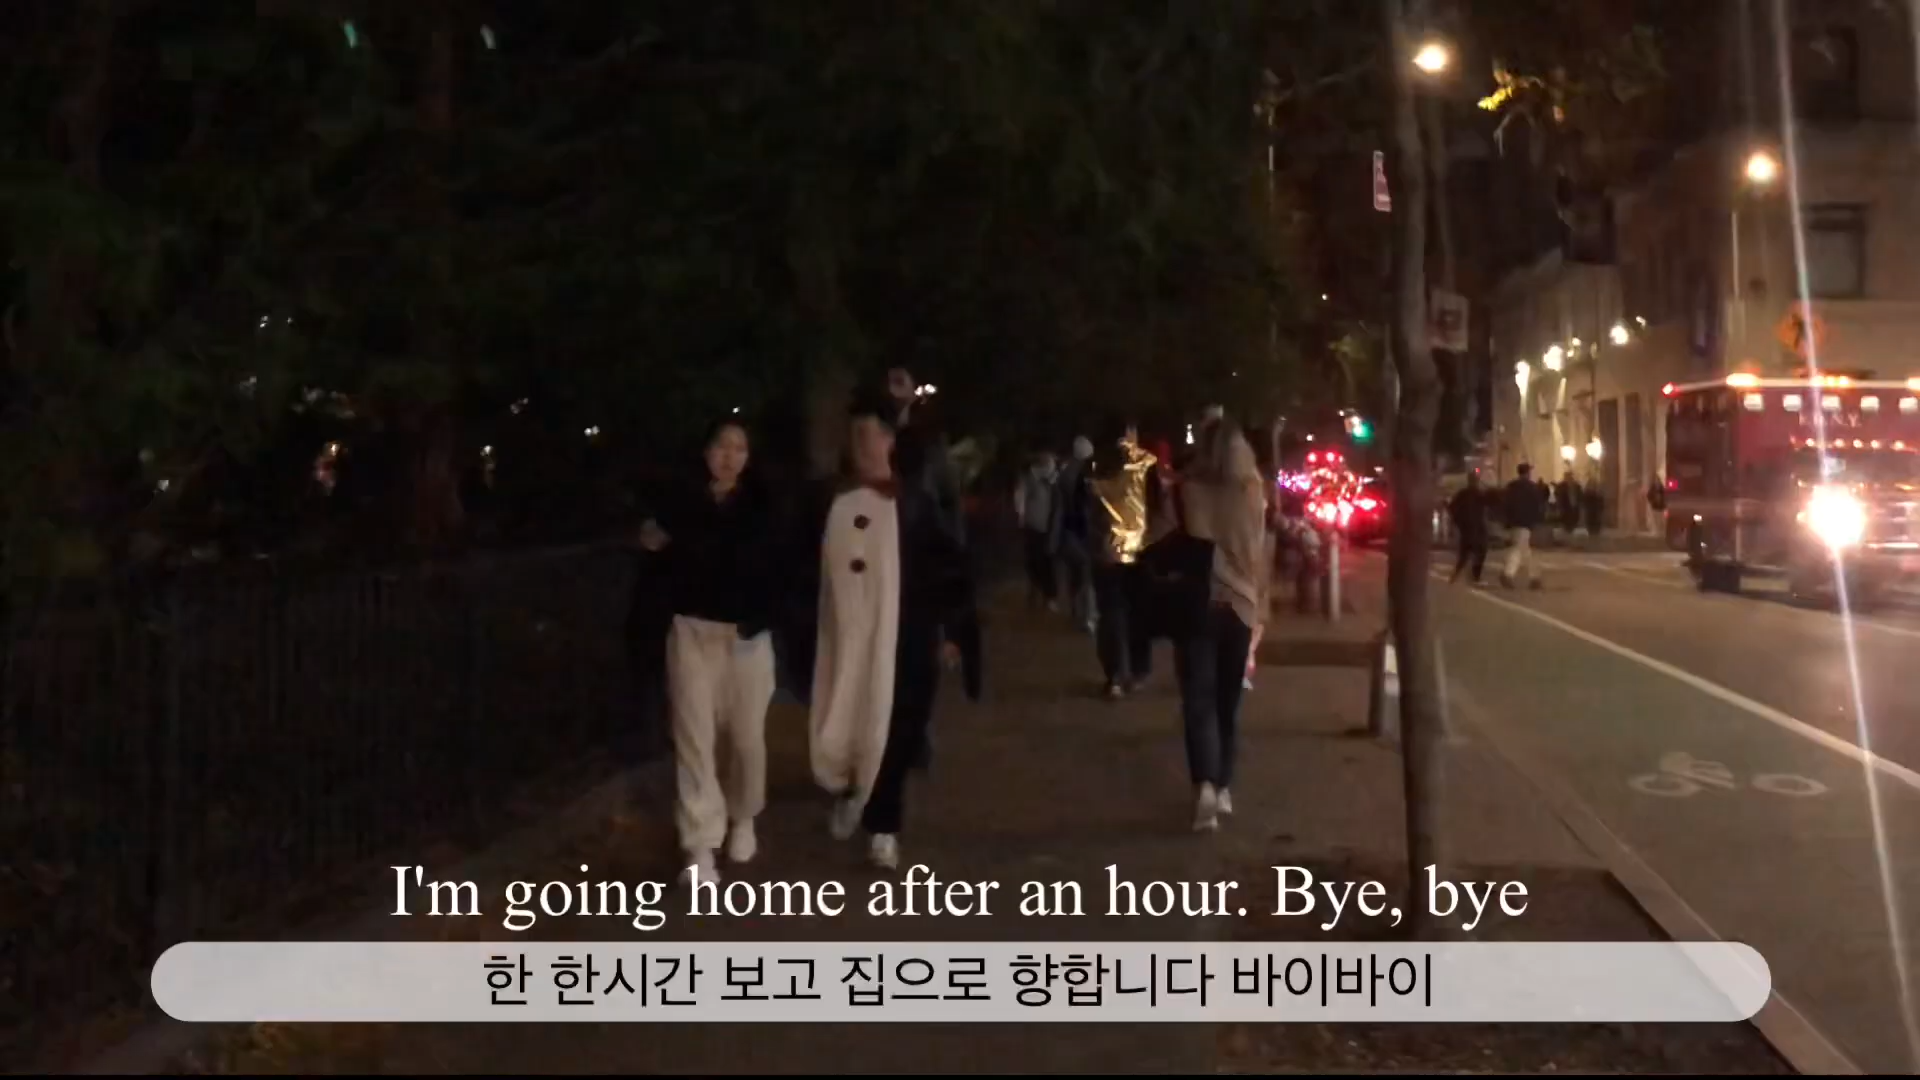 I'm going home after an hour. Bye, bye
한 한시간 보고 집으로 향합니다 바이바이